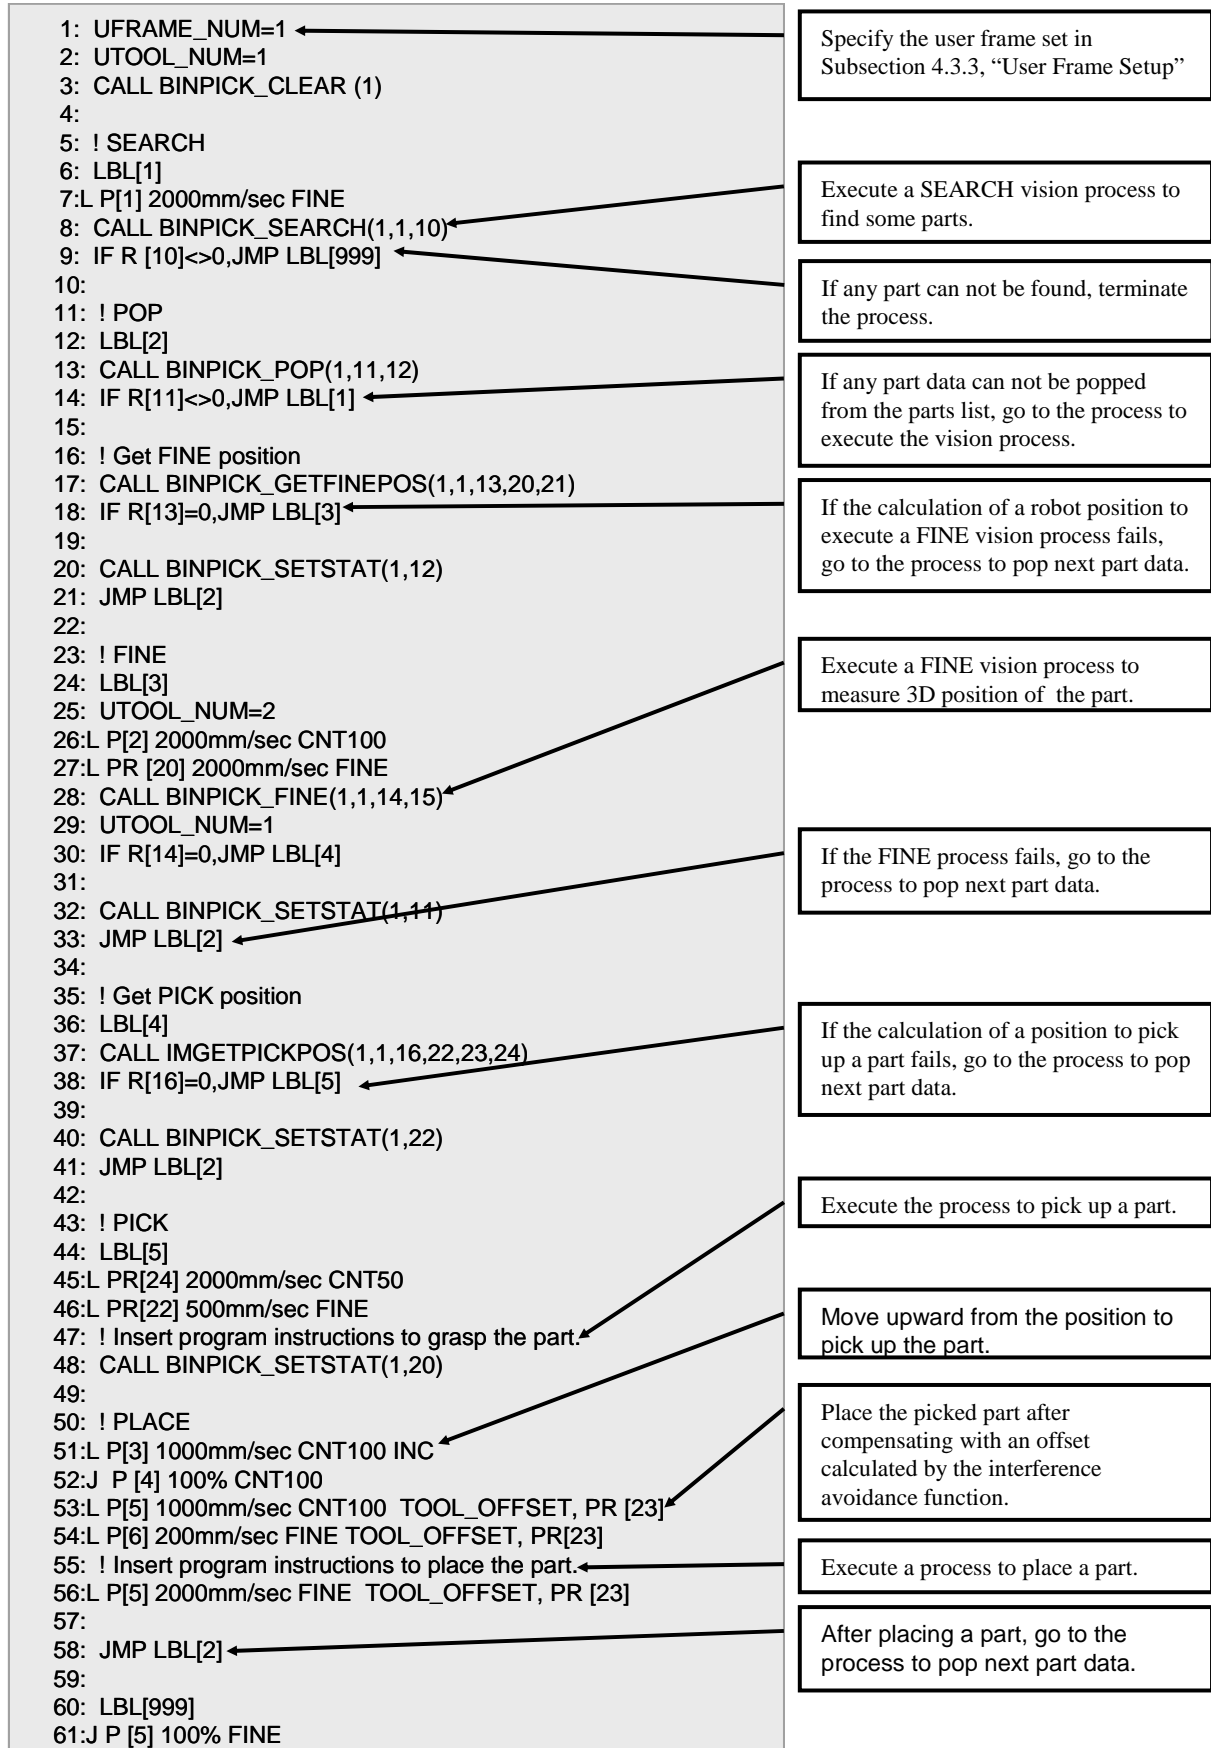 1: UFRAME_NUM=1
2: UTOOL_NUM=1
3: CALL BINPICK_CLEAR (1)
4:
5: ! SEARCH
6: LBL[1]
7:L P[1] 2000mm/sec FINE
8: CALL BINPICK_SEARCH(1,1,10)
9: IF R [10]<>0,JMP LBL[999]
10:
11: ! POP
12: LBL[2]
13: CALL BINPICK_POP(1,11,12)
14: IF R[11]<>0,JMP LBL[1]
15:
16: ! Get FINE position
17: CALL BINPICK_GETFINEPOS(1,1,13,20,21)
18: IF R[13]=0,JMP LBL[3]
19:
20: CALL BINPICK_SETSTAT(1,12)
21: JMP LBL[2]
22:
23: ! FINE
24: LBL[3]
25: UTOOL_NUM=2
26:L P[2] 2000mm/sec CNT100
27:L PR [20] 2000mm/sec FINE
28: CALL BINPICK_FINE(1,1,14,15)
29: UTOOL_NUM=1
30: IF R[14]=0,JMP LBL[4]
31:
32: CALL BINPICK_SETSTAT(1,11)
33: JMP LBL[2]
34:
35: ! Get PICK position
36: LBL[4]
37: CALL IMGETPICKPOS(1,1,16,22,23,24)
38: IF R[16]=0,JMP LBL[5]
39:
40: CALL BINPICK_SETSTAT(1,22)
41: JMP LBL[2]
42:
43: ! PICK
44: LBL[5]
45:L PR[24] 2000mm/sec CNT50
46:L PR[22] 500mm/sec FINE
47: ! Insert program instructions to grasp the part.
48: CALL BINPICK_SETSTAT(1,20)
49:
50: ! PLACE
51:L P[3] 1000mm/sec CNT100 INC
52:J P [4] 100% CNT100
53:L P[5] 1000mm/sec CNT100 TOOL_OFFSET, PR [23]
54:L P[6] 200mm/sec FINE TOOL_OFFSET, PR[23]
55: ! Insert program instructions to place the part.
56:L P[5] 2000mm/sec FINE TOOL_OFFSET, PR [23]
57:
58: JMP LBL[2]
59:
60: LBL[999]
61:J P [5] 100% FINE
Specify the user frame set in
Subsection 4.3.3, “User Frame Setup”
Execute a SEARCH vision process to
find some parts.
If any part can not be found, terminate
the process.
If any part data can not be popped
from the parts list, go to the process to
execute the vision process.
If the calculation of a robot position to
execute a FINE vision process fails,
go to the process to pop next part data.
Execute a FINE vision process to
measure 3D position of the part.
If the FINE process fails, go to the
process to pop next part data.
If the calculation of a position to pick
up a part fails, go to the process to pop
next part data.
Execute the process to pick up a part.
Move upward from the position to
pick up the part.
Place the picked part after
compensating with an offset
calculated by the interference
avoidance function.
Execute a process to place a part.
After placing a part, go to the
process to pop next part data.